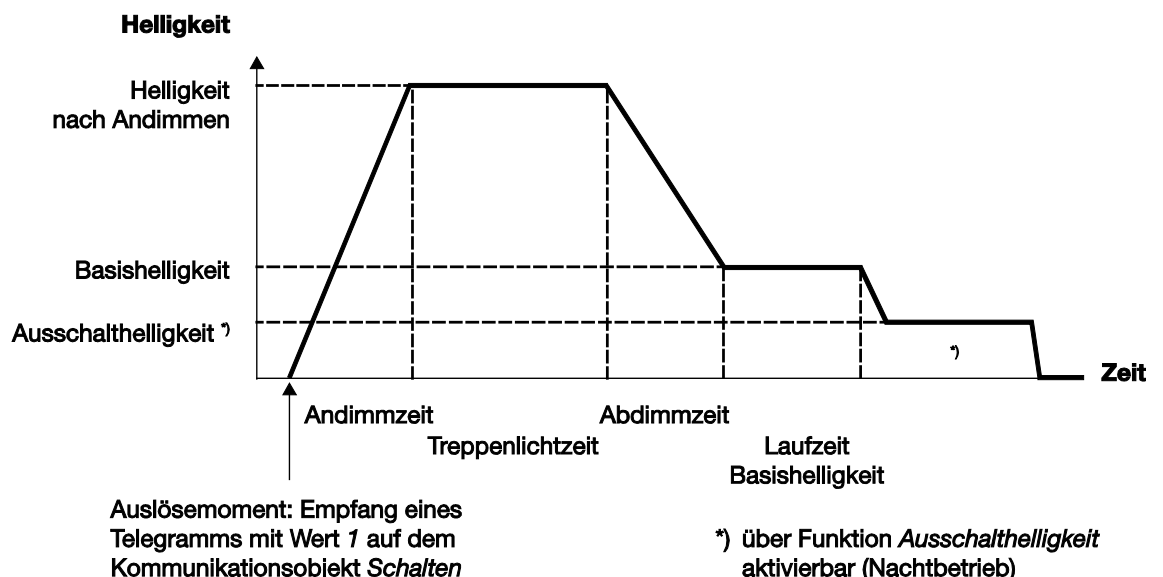 Helligkeit
Helligkeit
nach Andimmen
Basishelligkeit
Ausschalthelligkeit *)
*)
Zeit
Andimmzeit
Abdimmzeit
Treppenlichtzeit
Laufzeit
Basishelligkeit
Auslösemoment: Empfang eines
Telegramms mit Wert 1 auf dem
Kommunikationsobjekt Schalten
*) über Funktion Ausschalthelligkeit
aktivierbar (Nachtbetrieb)